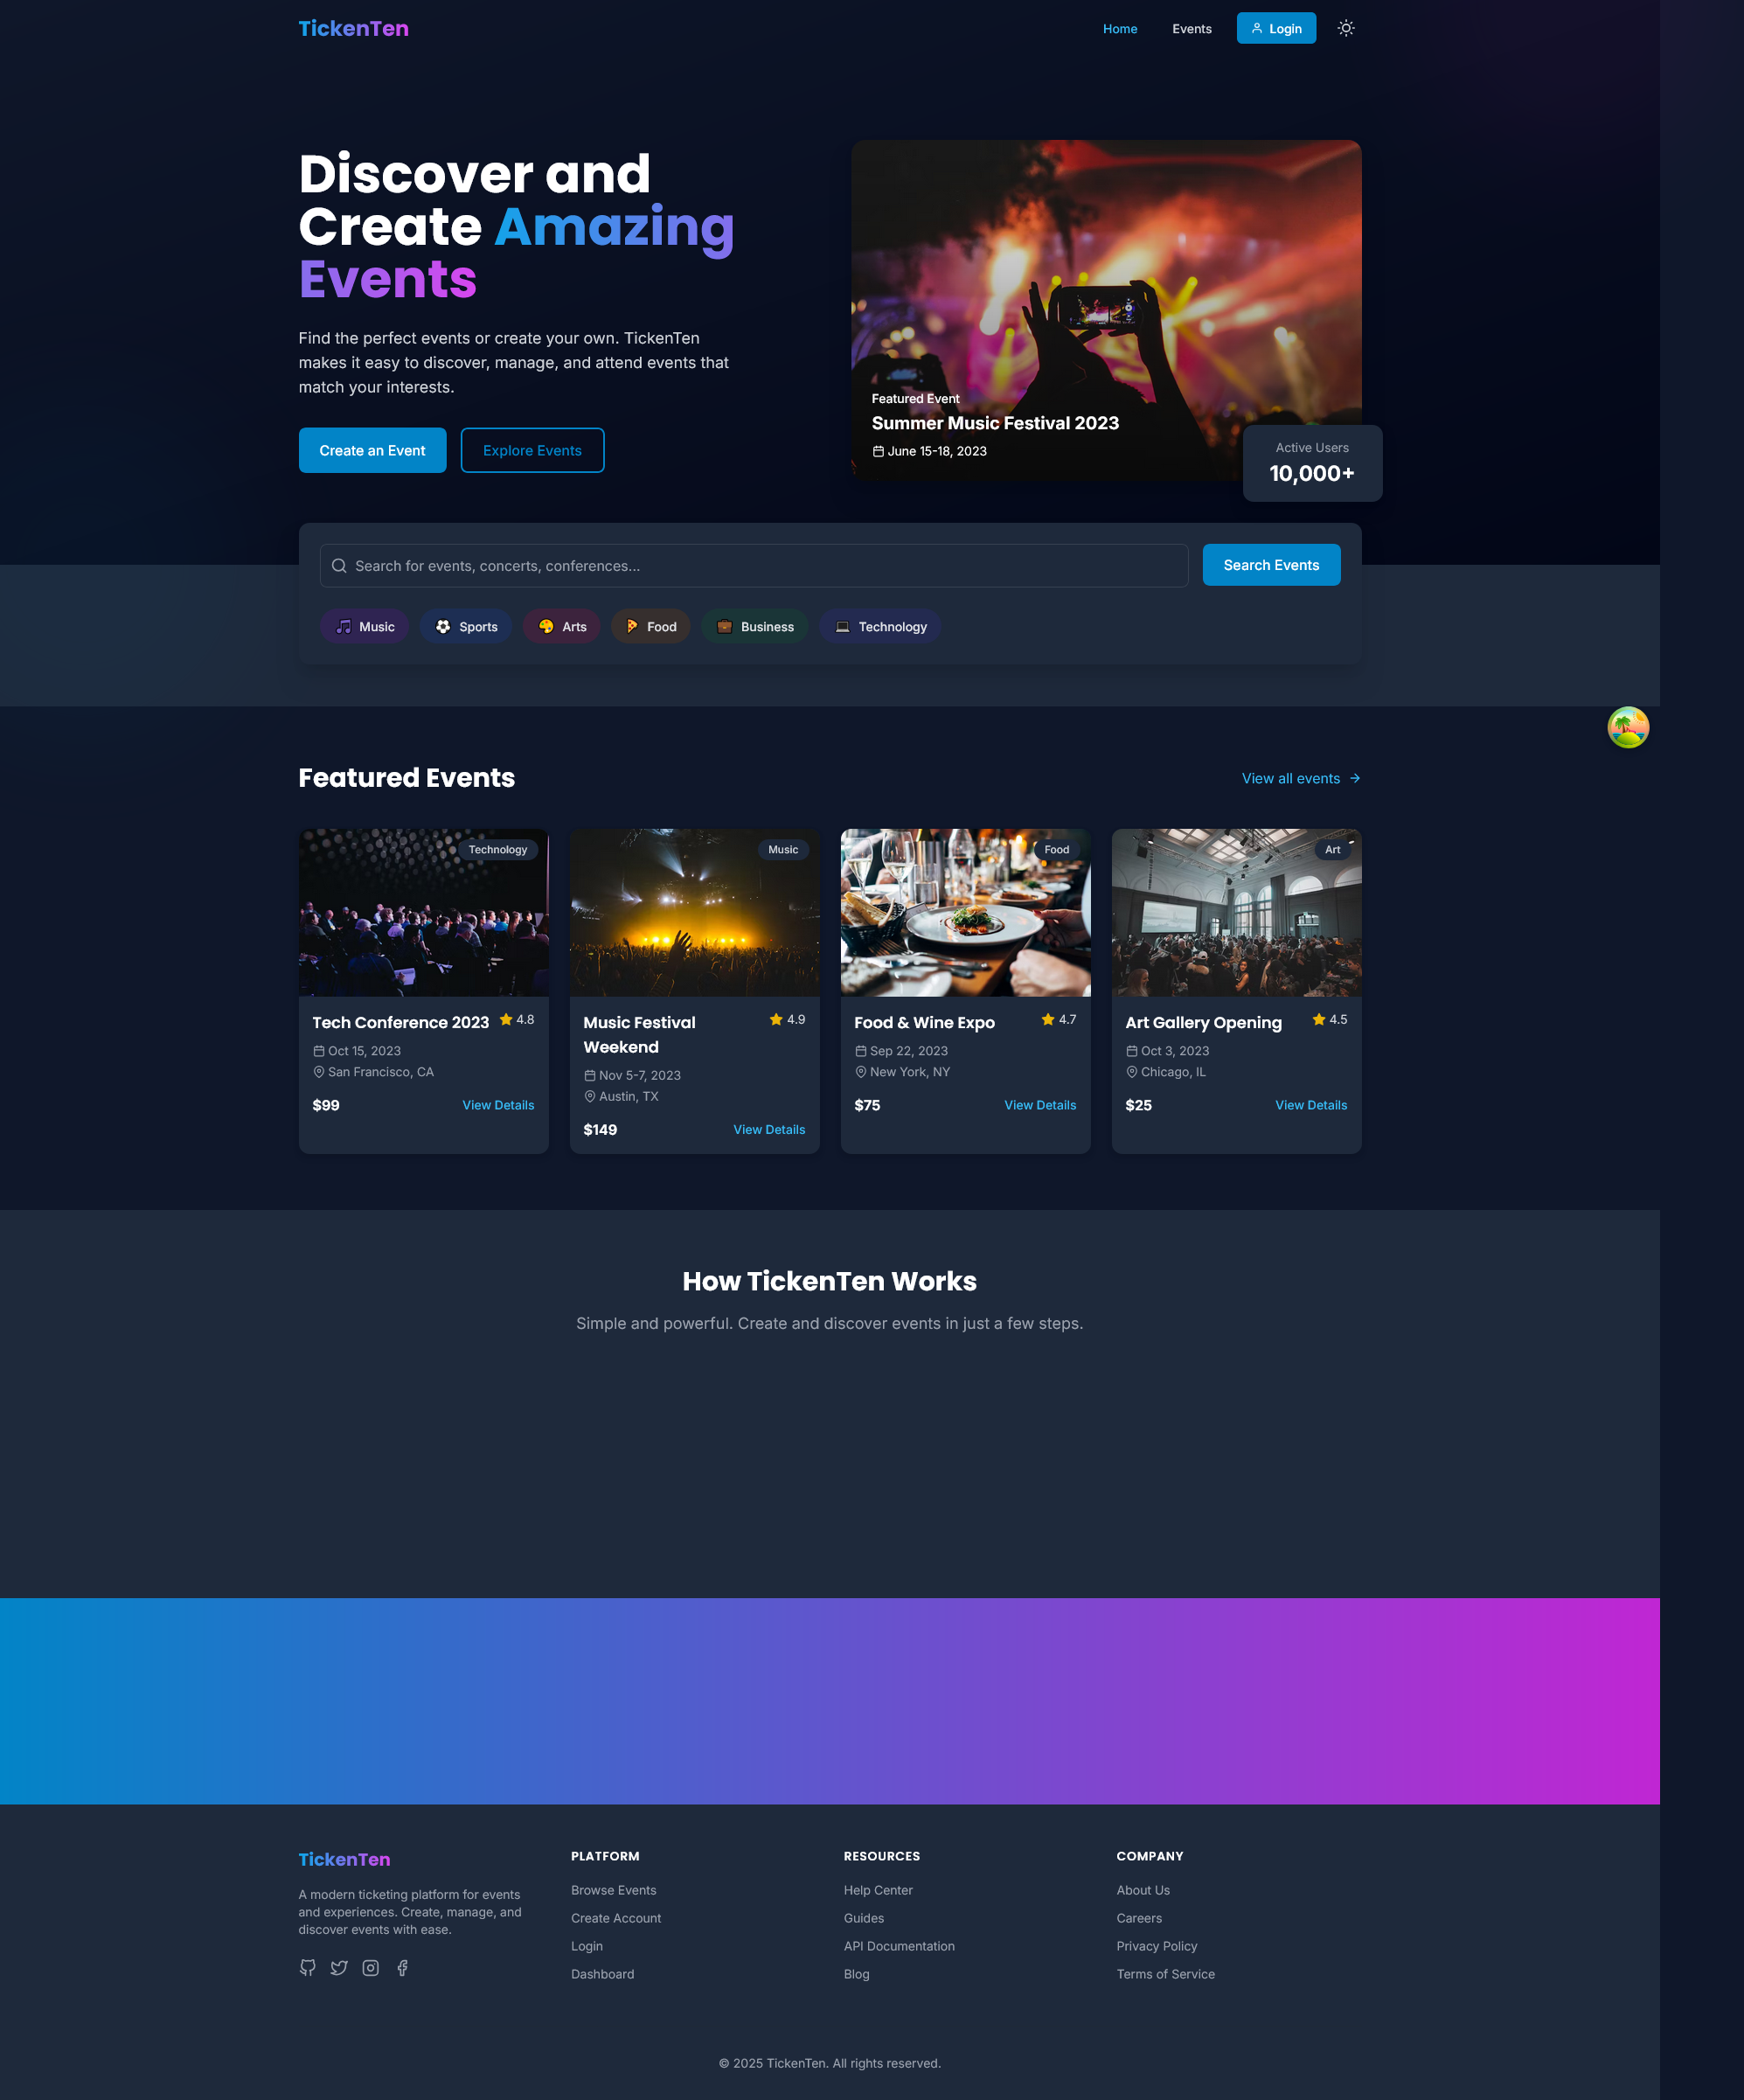 TickenTen
Home
Events
Login
Discover and
Create Amazing
Events
Find the perfect events or create your own. TickenTen
makes it easy to discover, manage, and attend events that
match your interests.
Create an Event
Explore Events
Featured Event
Summer Music Festival 2023
June 15-18, 2023
Active Users
10,000+
Search for events, concerts, conferences...
Search Events
Music
Sports
Arts
Food
Business
Technology
Featured Events
View all events
Technology
Tech Conference 2023
4.8
Oct 15, 2023
San Francisco, CA
$99
View Details
Music
Music Festival
Weekend
4.9
Nov 5-7, 2023
Austin, TX
$149
View Details
Food
Food & Wine Expo
4.7
Sep 22, 2023
New York, NY
$75
View Details
Art
Art Gallery Opening
4.5
Oct 3, 2023
Chicago, IL
$25
View Details
How TickenTen Works
Simple and powerful. Create and discover events in just a few steps.
TickenTen
A modern ticketing platform for events
and experiences. Create, manage, and
discover events with ease.
PLATFORM
Browse Events
Create Account
Login
Dashboard
RESOURCES
Help Center
Guides
API Documentation
Blog
COMPANY
About Us
Careers
Privacy Policy
Terms of Service
© 2025 TickenTen. All rights reserved.